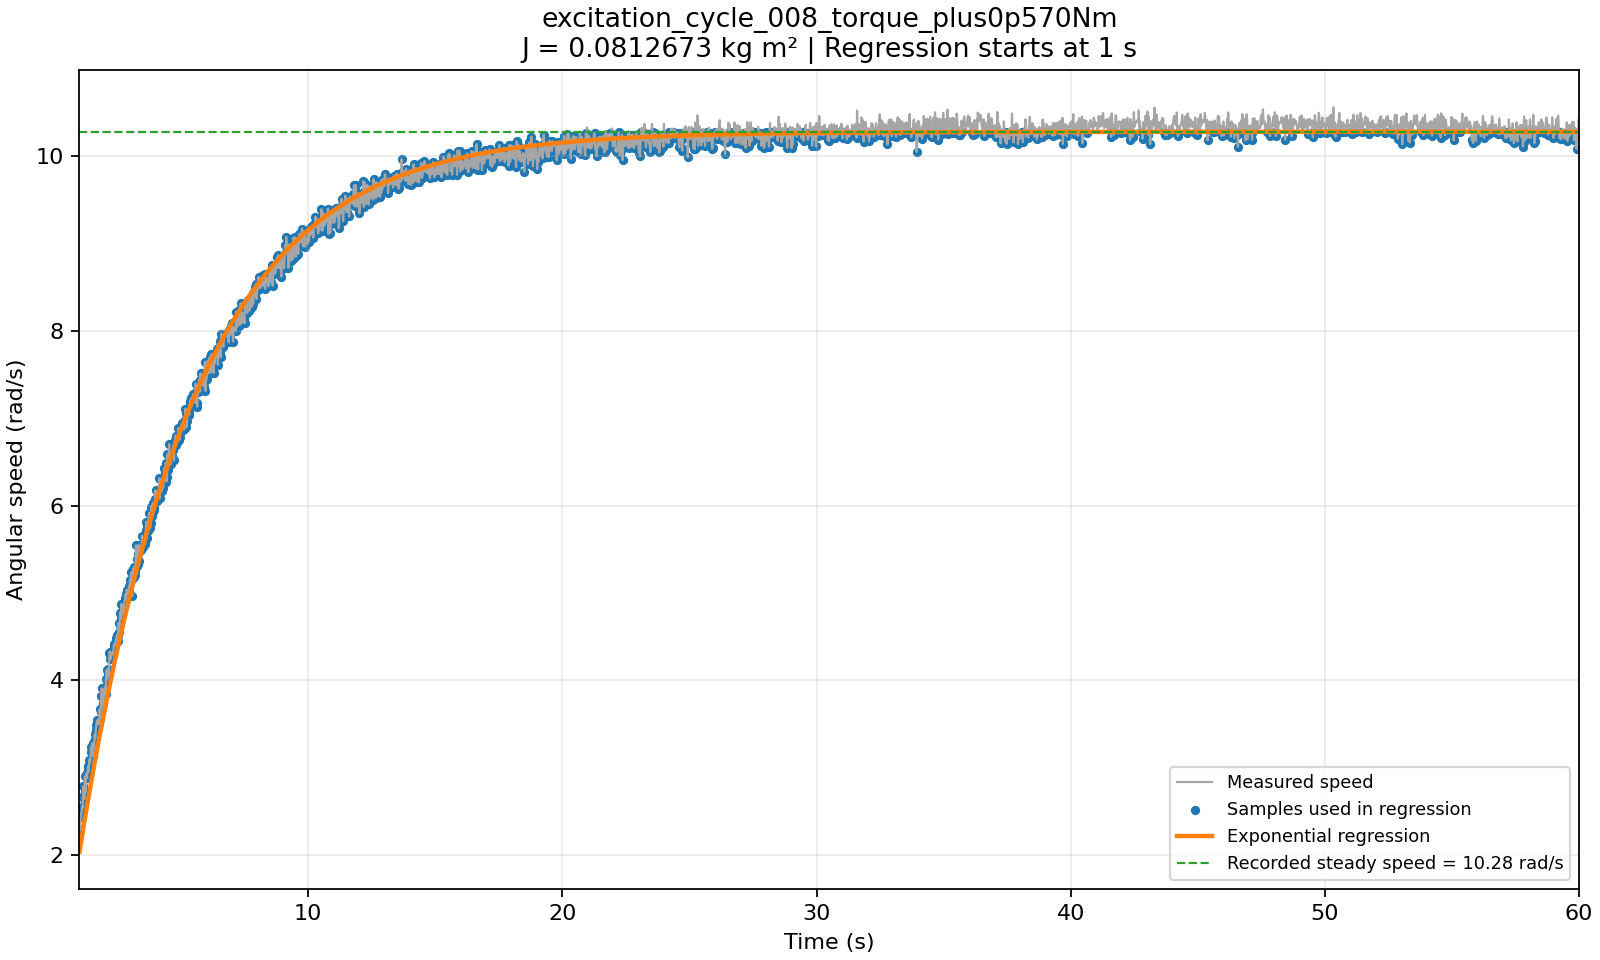 excitation_cycle_008_torque_plus0p570Nm
J = 0.0812673 kg m² | Regression starts at 1 s
Angular speed (rad/s)
10
8
6
4
2
Measured speed
Samples used in regression
Exponential regression
Recorded steady speed = 10.28 rad/s
10
20
30
40
50
60
Time (s)